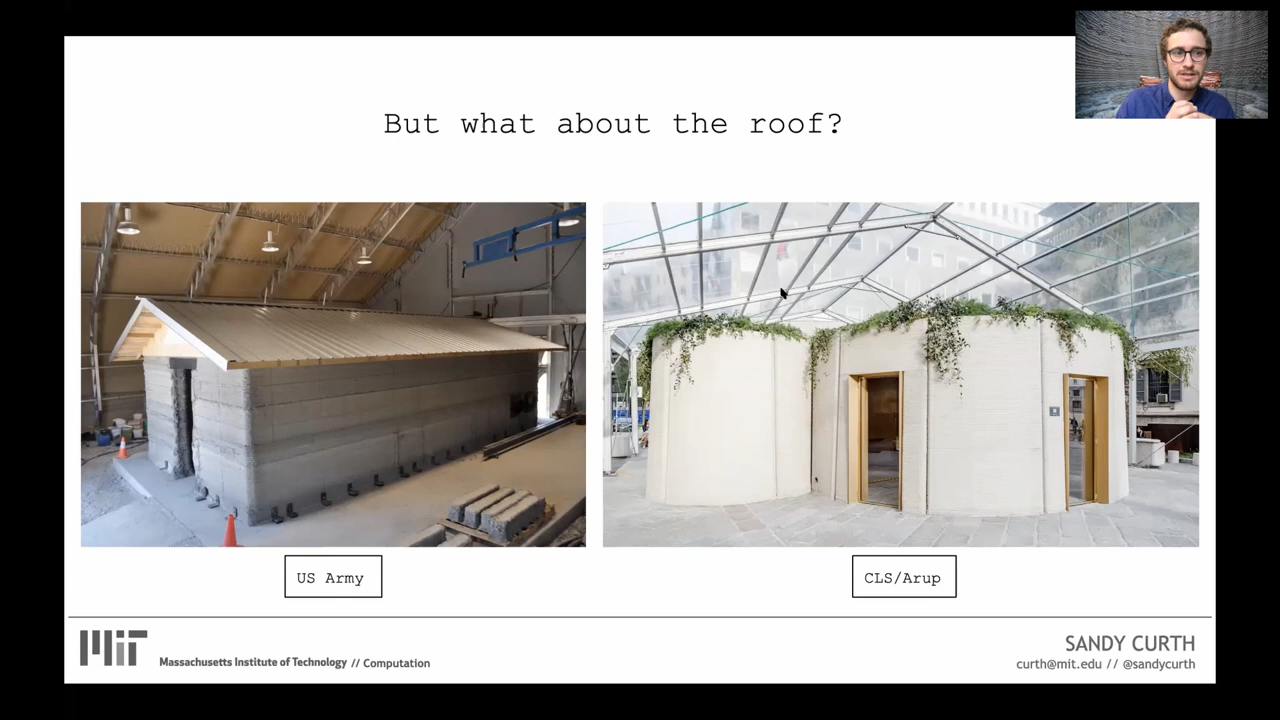 But what about the roof?
US Army
CLS/Arup
MIT
Massachusetts Institute of Technology // Computation
SANDY CURTH
curth@mit.edu // @sandycurth